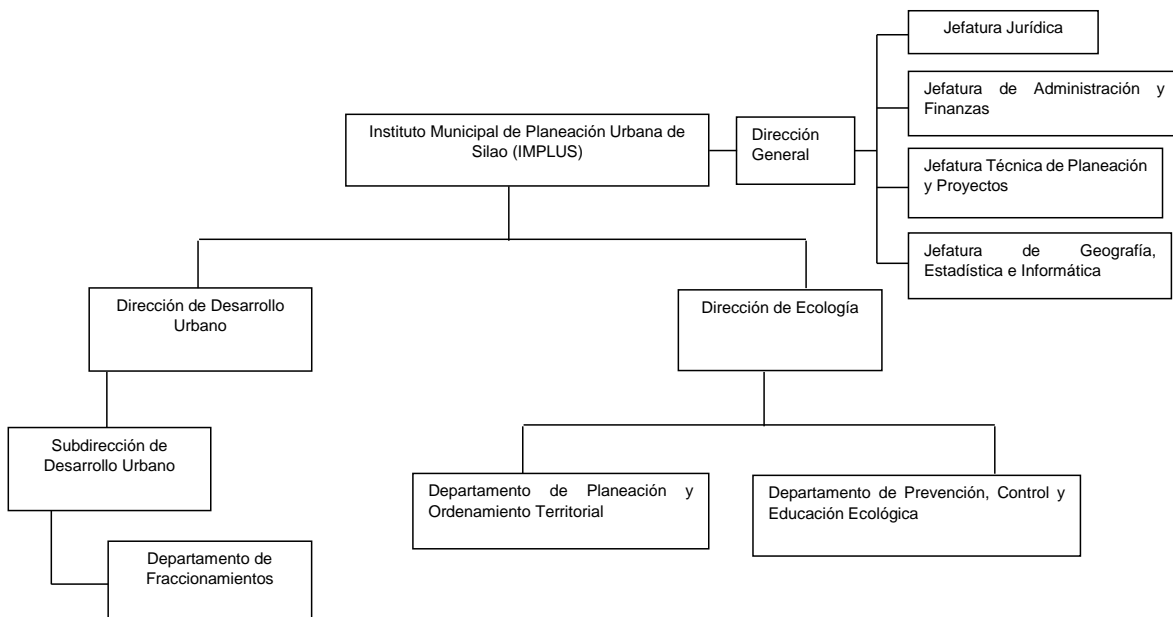 Jefatura Jurídica
Jefatura de Administración y
Finanzas
Instituto Municipal de Planeación Urbana de
Silao (IMPLUS)
Dirección
General
Jefatura Técnica de Planeación
y Proyectos
Jefatura de Geografía,
Estadística e Informática
Dirección de Desarrollo
Urbano
Dirección de Ecología
Subdirección de
Desarrollo Urbano
Departamento de Planeación y
Ordenamiento Territorial
Departamento de Prevención, Control y
Educación Ecológica
Departamento de
Fraccionamientos